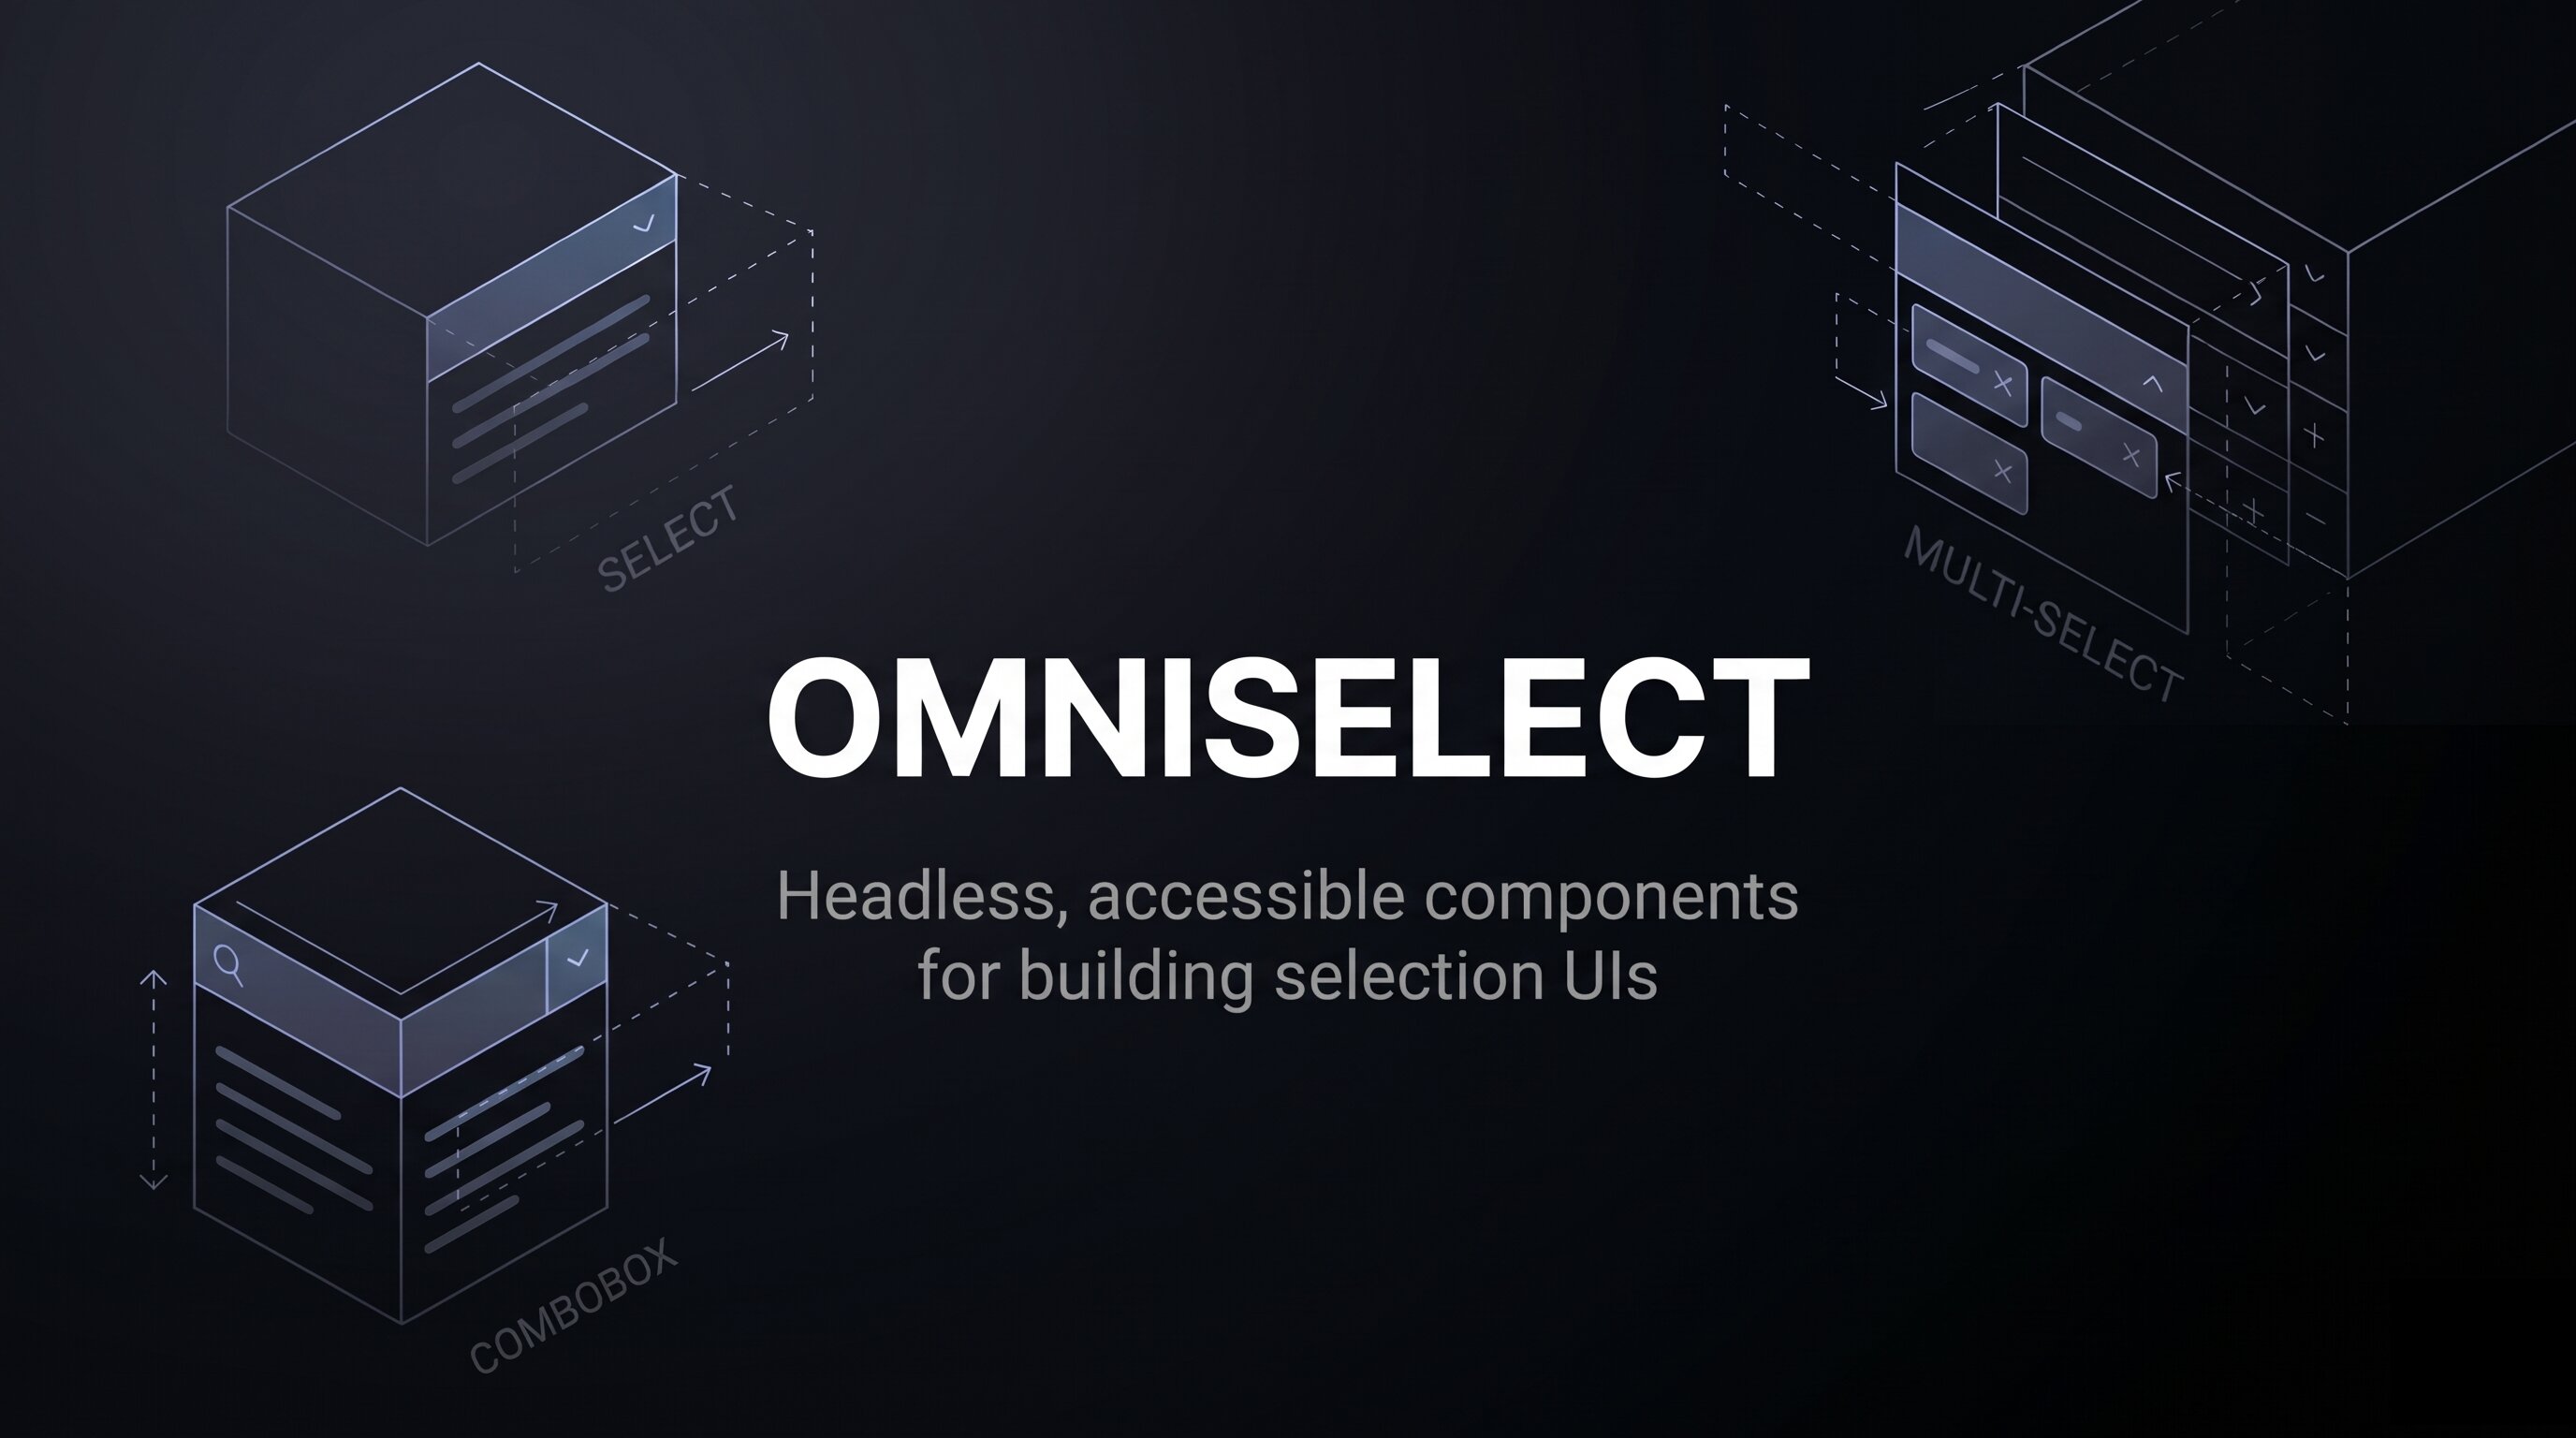 SELECT
MULTI-SELECT
OMNISELECT
Headless, accessible components
for building selection UIs
COMBOBOX